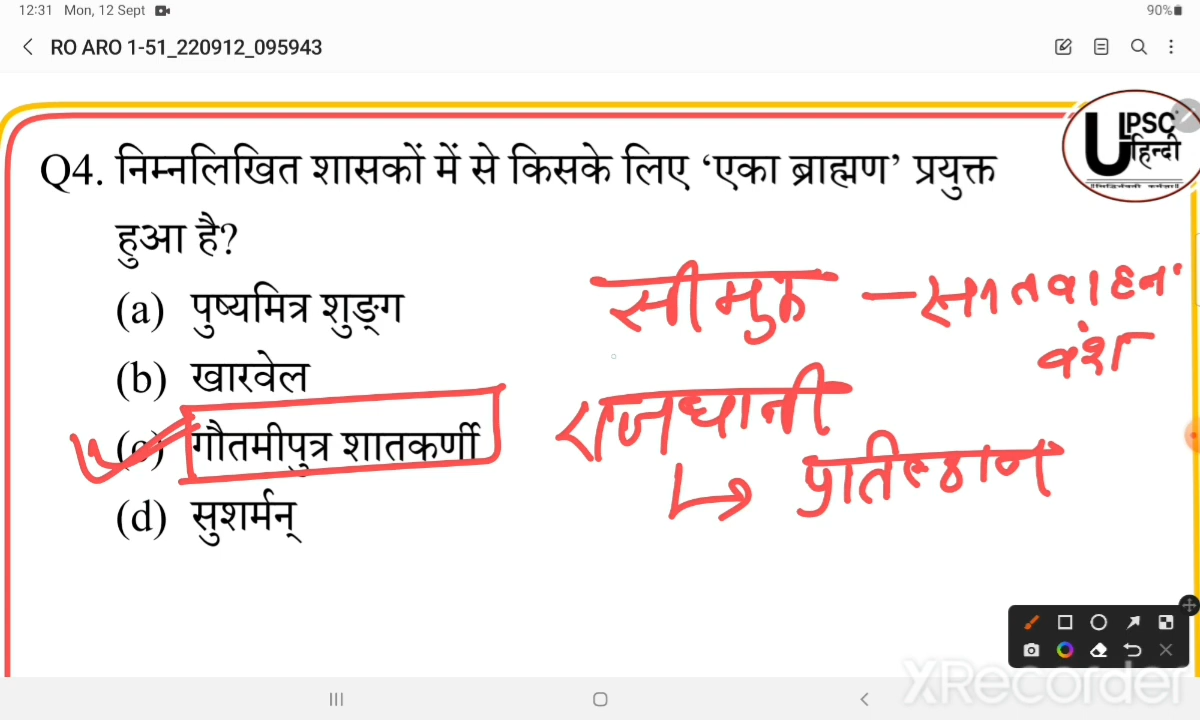 12:31 Mon, 12 Sept
90%
RO ARO 1-51_220912_095943
UPSC
हिन्दी
Q4. निम्नलिखित शासकों में से किसके लिए ‘एका ब्राह्मण’ प्रयुक्त
हुआ है?
(a) पुष्यमित्र शुङ्ग
(b) खारवेल
(c) गौतमीपुत्र शातकर्णी
(d) सुशर्मन्
सीमुक – सातवाहन
वंश
राजधानी
प्रतिष्ठान
XRecorder